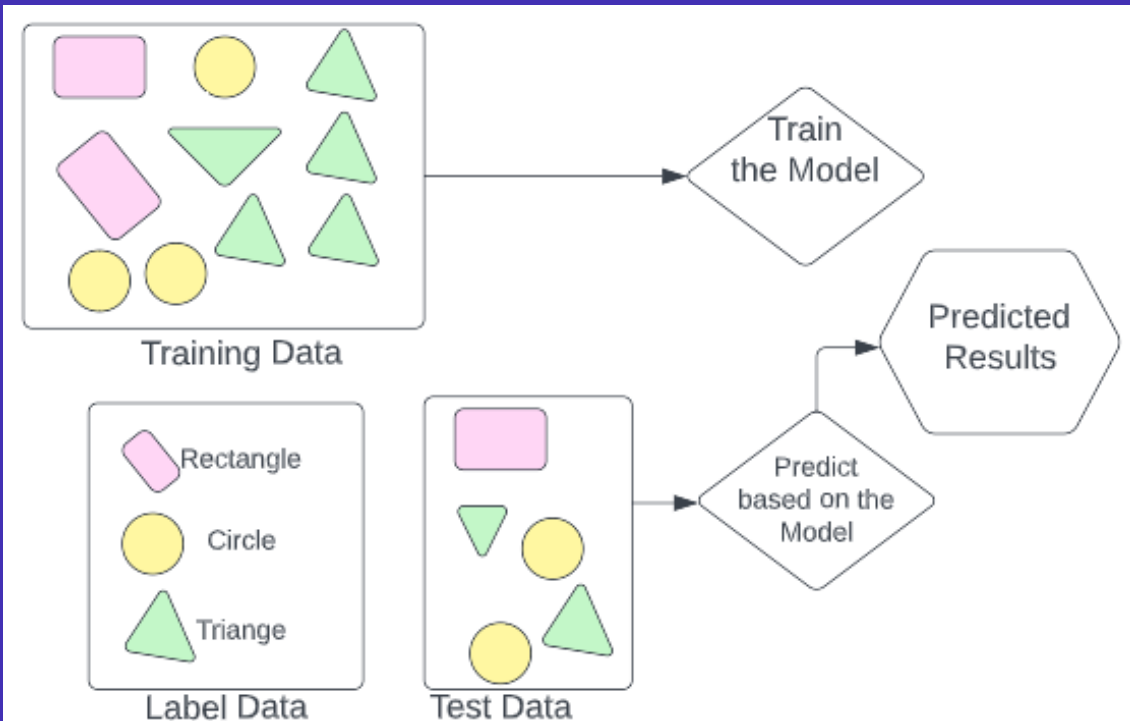 Train
the Model
Predicted
Results
Training Data
Rectangle
Circle
Triange
Label Data
Predict
based on the
Model
Test Data